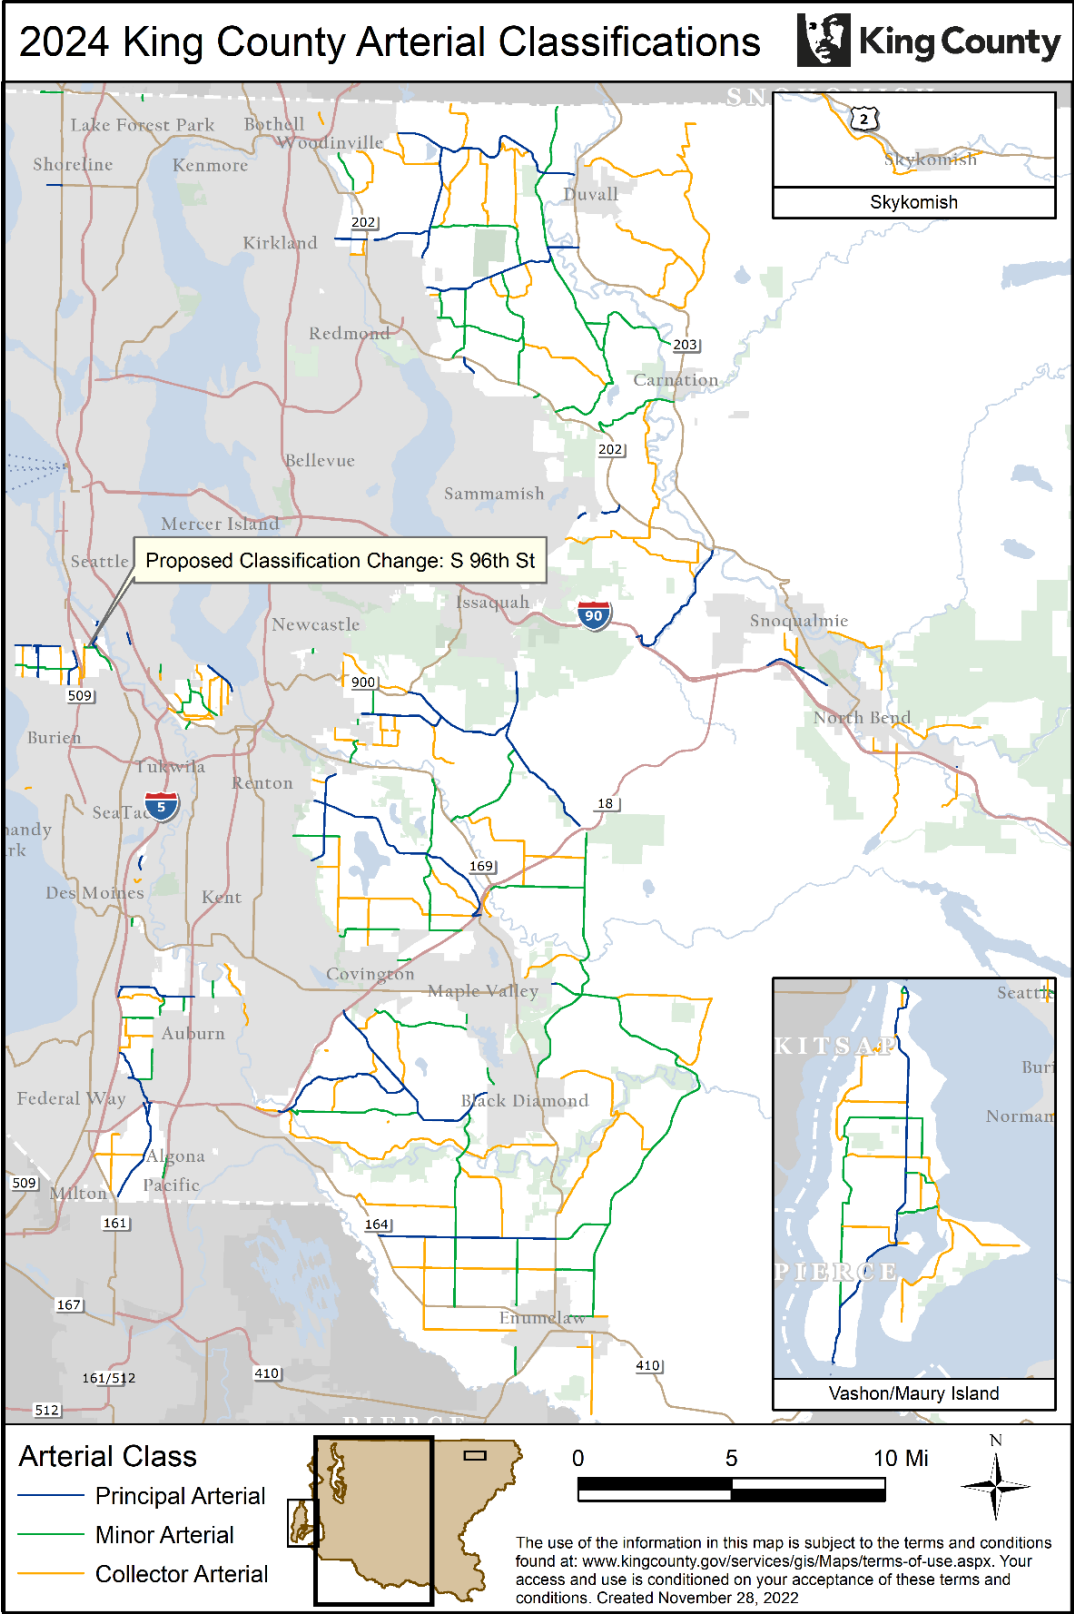 2024 King County Arterial Classifications
King County
SNOHOMISH
Lake Forest Park
Bothell
Woodinville
Shoreline
Kenmore
Duvall
2
Skykomish
Skykomish
202
Kirkland
Redmond
203
Carnation
202
Bellevue
Sammamish
Mercer Island
Seattle
Proposed Classification Change: S 96th St
Issaquah
90
Newcastle
Snoqualmie
509
900
Burien
North Bend
Tukwila
Renton
5
SeaTac
18
andy
rk
169
Des Moines
Kent
Covington
Maple Valley
Auburn
Seattle
KITSAP
Buri
Federal Way
Black Diamond
Norman
Algona
Pacific
509
Milton
161
164
PIERCE
167
Enumclaw
410
410
161/512
Vashon/Maury Island
512
PIERCE
Arterial Class
Principal Arterial
Minor Arterial
Collector Arterial
0 5 10 Mi
N
The use of the information in this map is subject to the terms and conditions
found at: www.kingcounty.gov/services/gis/Maps/terms-of-use.aspx. Your
access and use is conditioned on your acceptance of these terms and
conditions. Created November 28, 2022